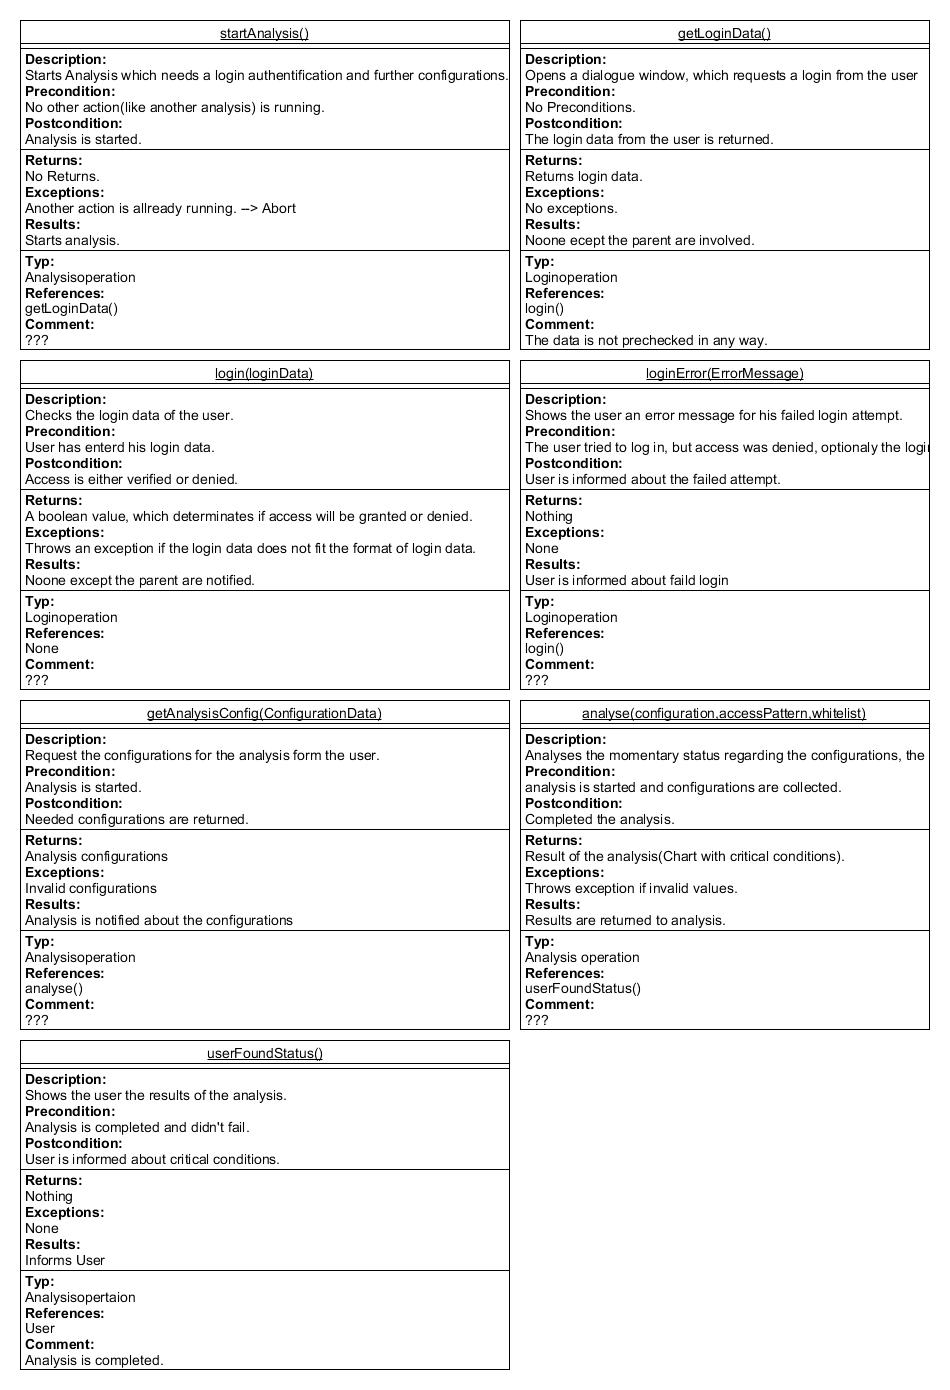 startAnalysis()
Description:
Starts Analysis which needs a login authentification and further configurations.
Precondition:
No other action(like another analysis) is running.
Postcondition:
Analysis is started.
Returns:
No Returns.
Exceptions:
Another action is allready running. --> Abort
Results:
Starts analysis.
Typ:
Analysisoperation
References:
getLoginData()
Comment:
???
getLoginData()
Description:
Opens a dialogue window, which requests a login from the user
Precondition:
No Preconditions.
Postcondition:
The login data from the user is returned.
Returns:
Returns login data.
Exceptions:
No exceptions.
Results:
Noone ecept the parent are involved.
Typ:
Loginoperation
References:
login()
Comment:
The data is not prechecked in any way.
login(loginData)
Description:
Checks the login data of the user.
Precondition:
User has enterd his login data.
Postcondition:
Access is either verified or denied.
Returns:
A boolean value, which determinates if access will be granted or denied.
Exceptions:
Throws an exception if the login data does not fit the format of login data.
Results:
Noone except the parent are notified.
Typ:
Loginoperation
References:
None
Comment:
???
loginError(ErrorMessage)
Description:
Shows the user an error message for his failed login attempt.
Precondition:
The user tried to log in, but access was denied, optionaly the logi
Postcondition:
User is informed about the failed attempt.
Returns:
Nothing
Exceptions:
None
Results:
User is informed about faild login
Typ:
Loginoperation
References:
login()
Comment:
???
getAnalysisConfig(ConfigurationData)
Description:
Request the configurations for the analysis form the user.
Precondition:
Analysis is started.
Postcondition:
Needed configurations are returned.
Returns:
Analysis configurations
Exceptions:
Invalid configurations
Results:
Analysis is notified about the configurations
Typ:
Analysisoperation
References:
analyse()
Comment:
???
analyse(configuration,accessPattern,whitelist)
Description:
Analyses the momentary status regarding the configurations, the
Precondition:
analysis is started and configurations are collected.
Postcondition:
Completed the analysis.
Returns:
Result of the analysis(Chart with critical conditions).
Exceptions:
Throws exception if invalid values.
Results:
Results are returned to analysis.
Typ:
Analysis operation
References:
userFoundStatus()
Comment:
???
userFoundStatus()
Description:
Shows the user the results of the analysis.
Precondition:
Analysis is completed and didn't fail.
Postcondition:
User is informed about critical conditions.
Returns:
Nothing
Exceptions:
None
Results:
Informs User
Typ:
Analysisopertaion
References:
User
Comment:
Analysis is completed.